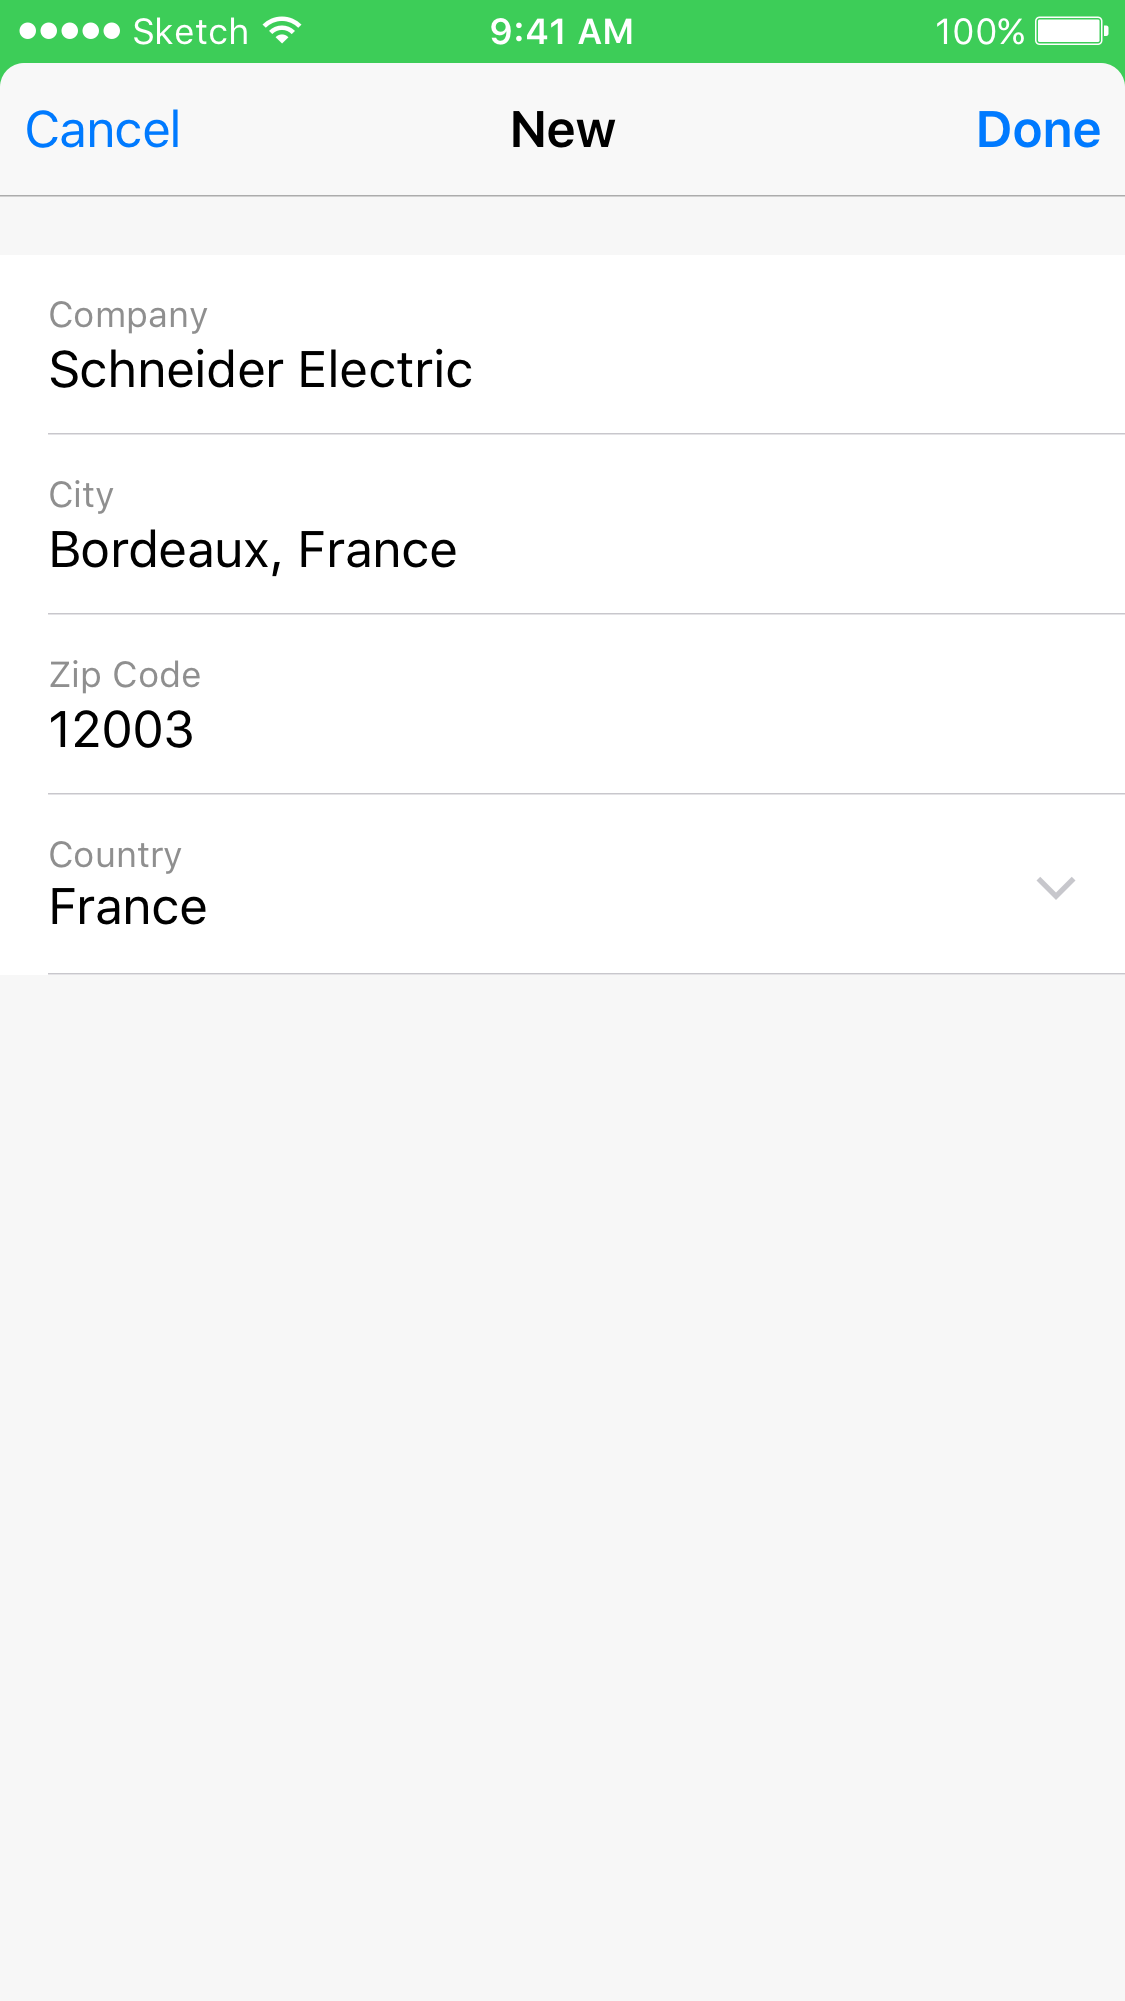 Sketch 9:41 AM 100%
Cancel New Done
Company
Schneider Electric
City
Bordeaux, France
Zip Code
12003
Country
France